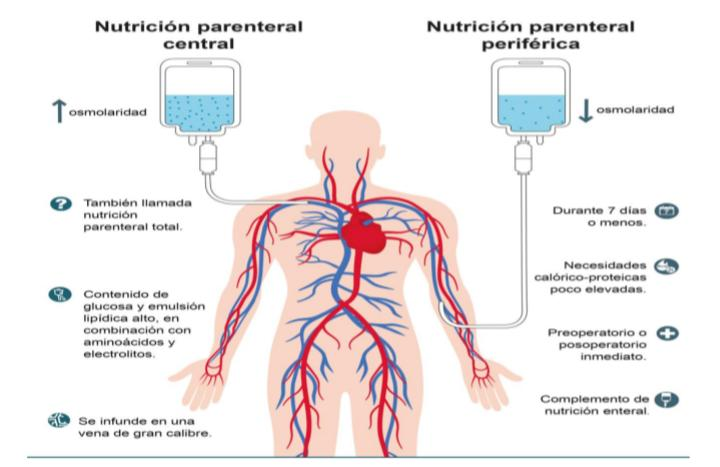 Nutrición parenteral
central
osmolaridad
También llamada
nutrición
parenteral total.
Contenido de
glucosa y emulsión
lipídica alto, en
combinación con
aminoácidos y
electrolitos.
Se infunde en una
vena de gran calibre.
Nutrición parenteral
periférica
osmolaridad
Durante 7 días
o menos.
Necesidades
calórico-proteicas
poco elevadas.
Preoperatorio o
posoperatorio
inmediato.
Complemento de
nutrición enteral.